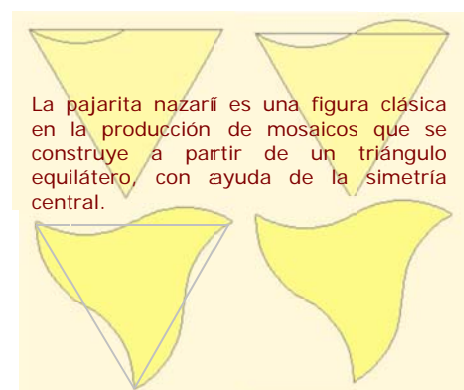 La pajarita nazarí es una figura clásica
en la producción de mosaicos que se
construye a partir de un triángulo
equilátero, con ayuda de la simetría
central.